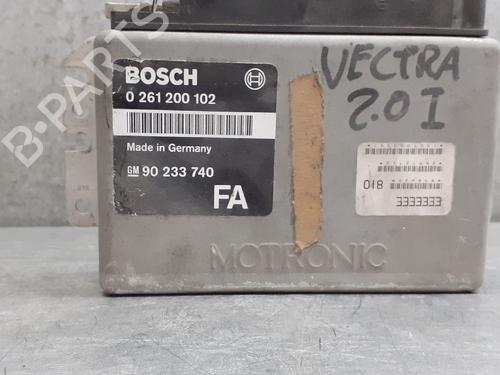 BOSCH
0 261 200 102
Made in Germany
GM 90 233 740
FA
VECTRA
2.0 I
018
3333333
MOTRONIC
B-PARTS